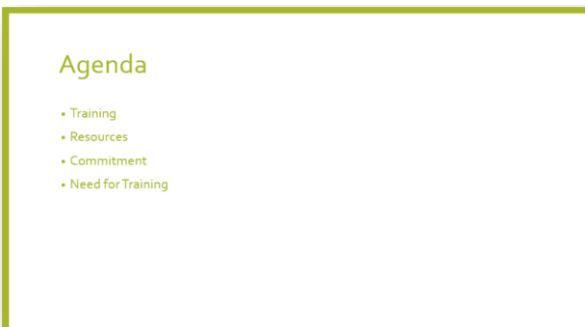 Agenda
• Training
• Resources
• Commitment
• Need for Training